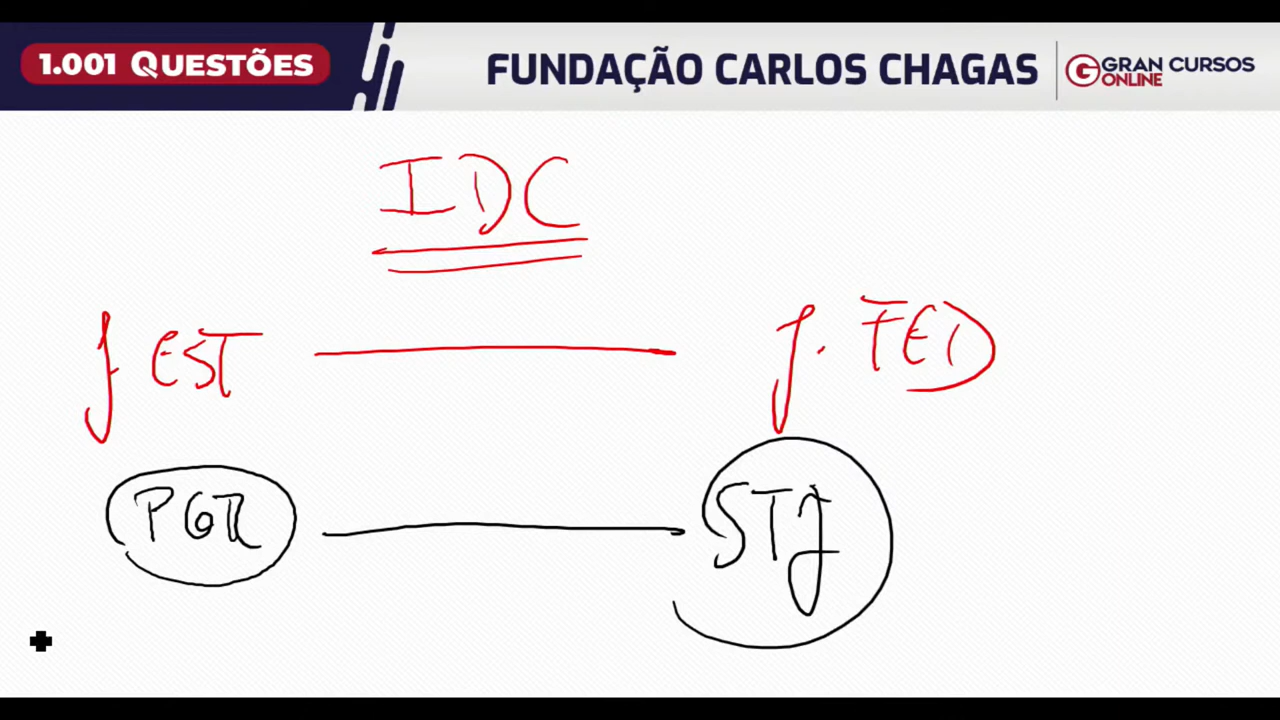 1.001 QUESTÕES
FUNDAÇÃO CARLOS CHAGAS
GRAN CURSOS
ONLINE
IDC
J EST
J. FED
PGR
STJ